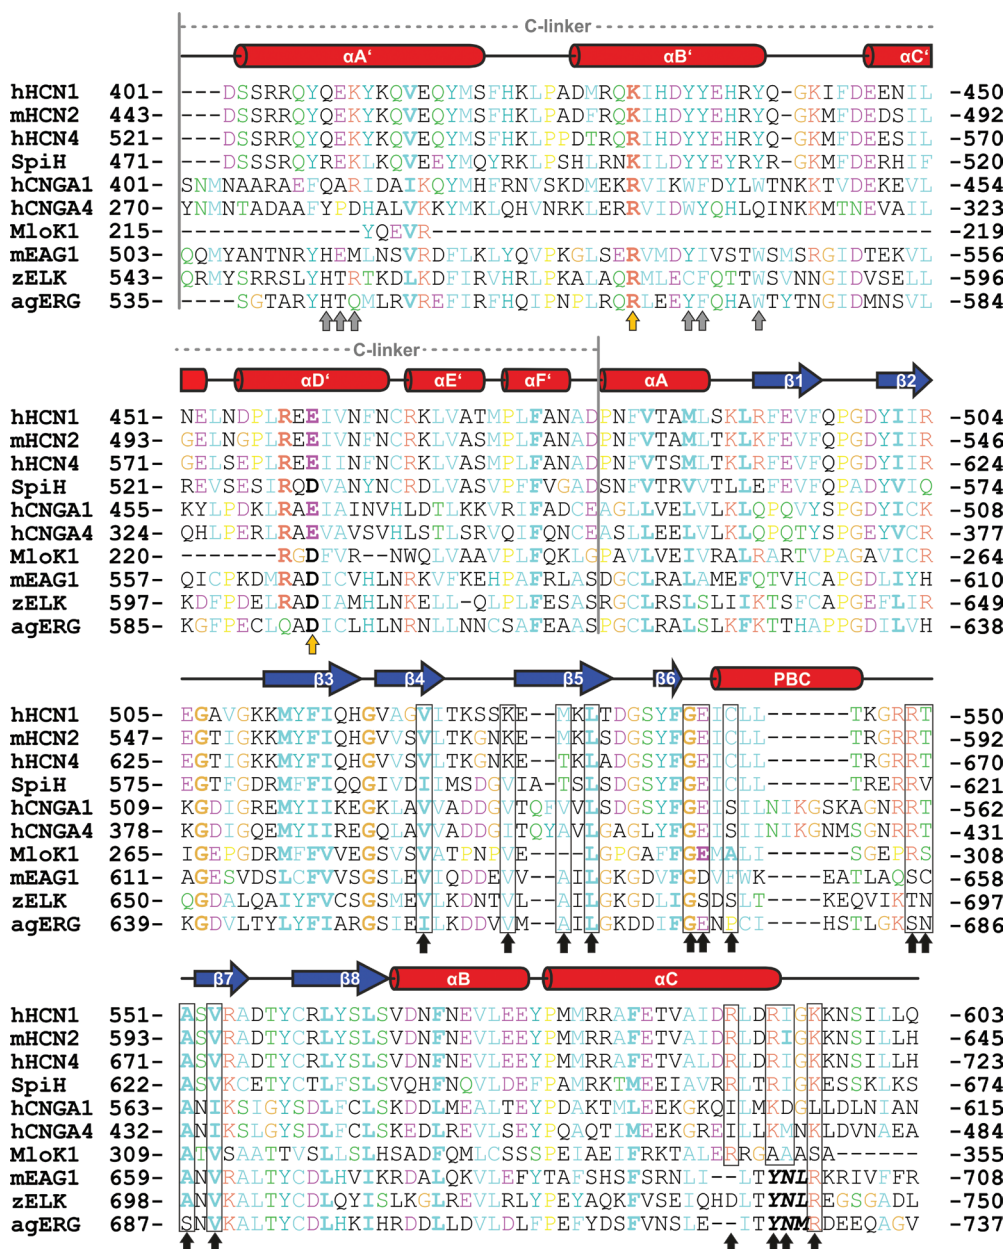 C-linker
αA‘ αB‘ αC‘
hHCN1 401- ---DSSRRQYQEKYKQVEQYMSFHKLPADMRQKIHDYYEHRYQ-GKIFDEENIL -450
mHCN2 443- ---DSSRRQYQEKYKQVEQYMSFHKLPADFRQKIHDYYEHRYQ-GKMFDEDSIL -492
hHCN4 521- ---DSSRRQYQEKYKQVEQYMSFHKLPPDTRQRIHDYYEHRYQ-GKMFDEESIL -570
SpiH 471- ---DSSSRQYREKLKQVEEYMQYRKLPSHLRNKILDYYEYRYR-GKMFDERHIF -520
hCNGA1 401- SNMNAARAEFQARIDAIKQYMHFRNVSKDMEKRVIKWFDYLWTNKKTVDEKEVL -454
hCNGA4 270- YNMNTADAAFYPDHALVKKYMKLQHVNRKLERRVIDWYQHLQINKKMTNEVAIL -323
MloK1 215- -------------YQEVR------------------------------------ -219
mEAG1 503- QQMYANTNRYHEMLNSVRDFLKLYQVPKGLSERVMDYIVSTWSMSRGIDTEKVL -556
zELK 543- QRMYSRRSLYHTRTKDLKDFIRVHRLPKALAQRMLECFQTTWSVNNGIDVSELL -596
agERG 535- ----SGTARYHTQMLRVREFIRFHQIPNPLRQRLEEYFQHAWTYTNGIDMNSVL -584
C-linker
αD‘ αE‘ αF‘ αA β1 β2
hHCN1 451- NELNDPLREEIVNFNCRKLVATMPLFANADPNFVTAMLSKLRFEVFQPGDYIIR -504
mHCN2 493- GELNGPLREEIVNFNCRKLVASMPLFANADPNFVTAMLTKLKFEVFQPGDYIIR -546
hHCN4 571- GELSEPLREEIINFNCRKLVASMPLFANADPNFVTSMLTKLRFEVFQPGDYIIR -624
SpiH 521- REVSESIRQDVANYNCRDLVASVPFFVGADSNFVTRVVTLLEFEVFQPADYVIQ -574
hCNGA1 455- KYLPDKLRAEIAINVHLDTLKKVRIFADCEAGLLVELVLKLQPQVYSPGDYICK -508
hCNGA4 324- QHLPERLRAEVAVSVHLSTLKSRVQIFQNCEASLLEELVLKLQPQTYSPGEYVCR -377
MloK1 220- ---------RGDFVR--NWQLVAAVPLFQKLGPAVLVEIVRALRARTVPAGAVICR -264
mEAG1 557- QICPKDMRADICVHLNRKVFKEHPAFRLASDGCLRALAMEFQTVHCAPGDLIYH -610
zELK 597- KDFPDELRADIAMHLNKELL-QLPLFESASRGCLRSLSLIIKTSFCAPGEFLIR -649
agERG 585- KGFPECLQADICLHLNRNLLNNCSAFEAASPGCLRALSLKFKTTHAPPGDILVH -638
β3 β4 β5 β6 PBC
hHCN1 505- EGAVGKKMYFIQHGVAGVITKSSKE--MKLTDGSYFGEICLL------TKGRRT -550
mHCN2 547- EGTIGKKMYFIQHGVVSVLTKGNKE--MKLSDGSYFGEICLL------TRGRRT -592
hHCN4 625- EGTIGKKMYFIQHGVVSVLTKGNKE--TKLADGSYFGEICLL------TRGRRT -670
SpiH 575- EGTFGDRMFFIQQGIVDIIMSDGVIA-TSLSDGSYFGEICLL------TRERRV -621
hCNGA1 509- KGDIGREMYIIKEGKLAVVADDGVTQFVVLSDGSYFGEISIINIKGSKAGNRRT -562
hCNGA4 378- KGDIGQEMYIIREGQLAVVADDGITQYAVLGAGLYFGEISIINIKGNMSGNRRT -431
MloK1 265- IGEPGDRMFFVVEGSVSVATPNPVE----LGPGAFFGEMALI------SGEPRS -308
mEAG1 611- AGESVDSLCFVVSGSLEVIQDDEVV--AILGKGDVFGDVFWK----EATLAQSC -658
zELK 650- QGDALQAIYFVCSGSMEVLKDNTVL--AILGKGDLIGSDSLT----KEQVIKTN -697
agERG 639- KGDVLTYLYFIARGSIEILKDDVVM--AILGKDDIFGENPCI----HSTLGKSN -686
β7 β8 αB αC
hHCN1 551- ASVRADTYCRLYSLSVDNFNEVLEEYPMMRRAFETVAIDRLDRIGKKNSILLQ -603
mHCN2 593- ASVRADTYCRLYSLSVDNFNEVLEEYPMMRRAFETVAIDRLDRIGKKNSILLH -645
hHCN4 671- ASVRADTYCRLYSLSVDNFNEVLEEYPMMRRAFETVALDRLDRIGKKNSILLH -723
SpiH 622- ASVKCETYCTLFSLSVQHFNQVLDEFPAMRKTMEEIAVRRLTRIGKESSKLKS -674
hCNGA1 563- ANIKSIGYSDLFCLSKDDLMEALTEYPDAKTMLEEKGKQILMKDGLLDLNIAN -615
hCNGA4 432- ANIKSLGYSDLFCLSKEDLREVLSEYPQAQTIMEEKGREILLKMNKLDVNAEA -484
MloK1 309- ATVSAATTVSLLSLHSADFQMLCSSSPEIAEIFRKTALERRGAASA------- -355
mEAG1 659- ANVRALTYCDLHVIKRDALQKVLEFYTAFSHSFSRNLI--LTYNLRKRIVFFR -708
zELK 698- ANVKALTYCDLQYISLKGLREVLRLYPEYAQKFVSEIQHDLTYNLREGSGADL -750
agERG 687- SNVKALTYCDLHKIHRDDLLDVLDLYPEFYDSFVNSLE--ITYNMRDEEQAGV -737